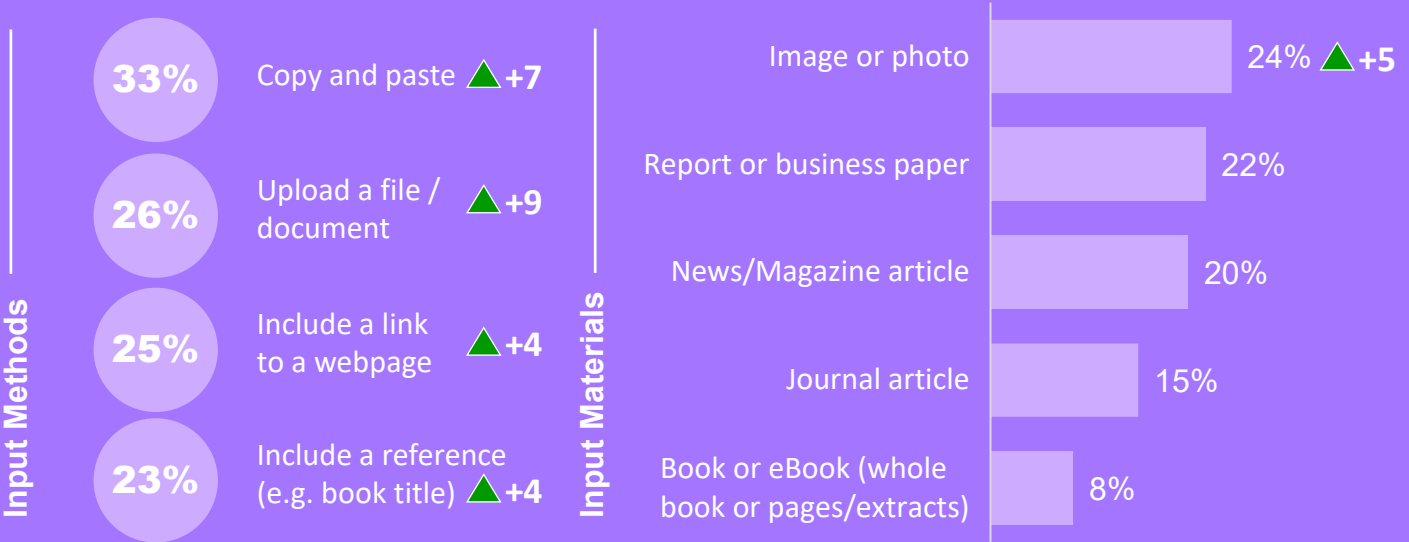 Input Methods
33%
Copy and paste ▲+7
26%
Upload a file /
document
▲+9
25%
Include a link
to a webpage
▲+4
23%
Include a reference
(e.g. book title) ▲+4
Input Materials
Image or photo
24% ▲+5
Report or business paper
22%
News/Magazine article
20%
Journal article
15%
Book or eBook (whole
book or pages/extracts)
8%